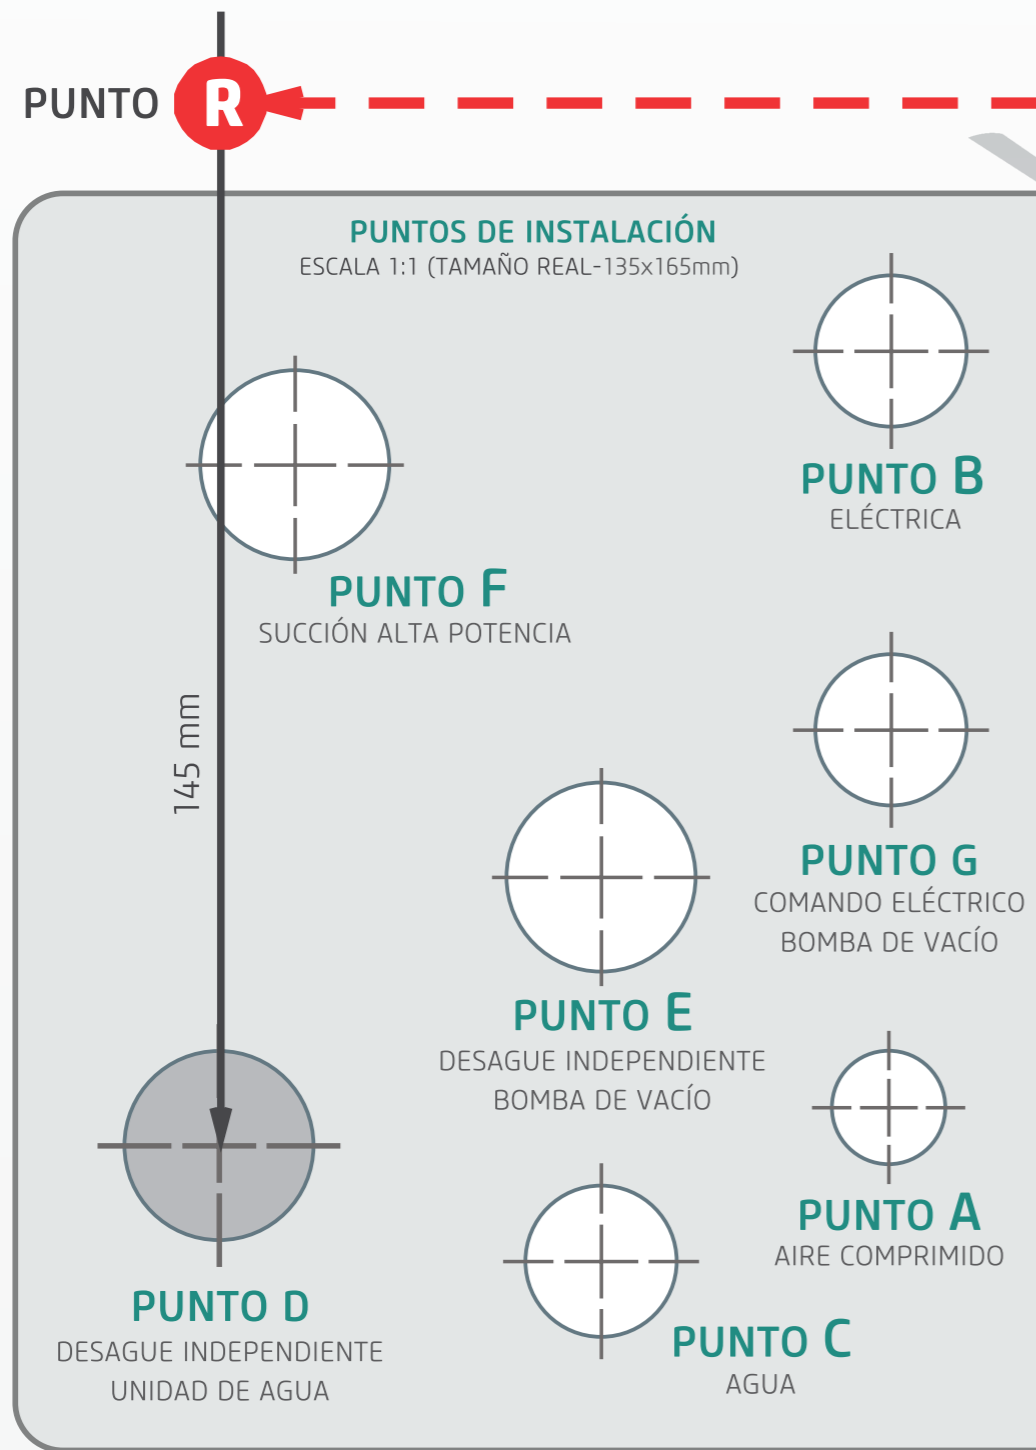 PUNTO R
PUNTOS DE INSTALACIÓN
ESCALA 1:1 (TAMAÑO REAL-135x165mm)
PUNTO B
ELÉCTRICA
PUNTO F
SUCCIÓN ALTA POTENCIA
145 mm
PUNTO G
COMANDO ELÉCTRICO
BOMBA DE VACÍO
PUNTO E
DESAGUE INDEPENDIENTE
BOMBA DE VACÍO
PUNTO A
AIRE COMPRIMIDO
PUNTO D
DESAGUE INDEPENDIENTE
UNIDAD DE AGUA
PUNTO C
AGUA